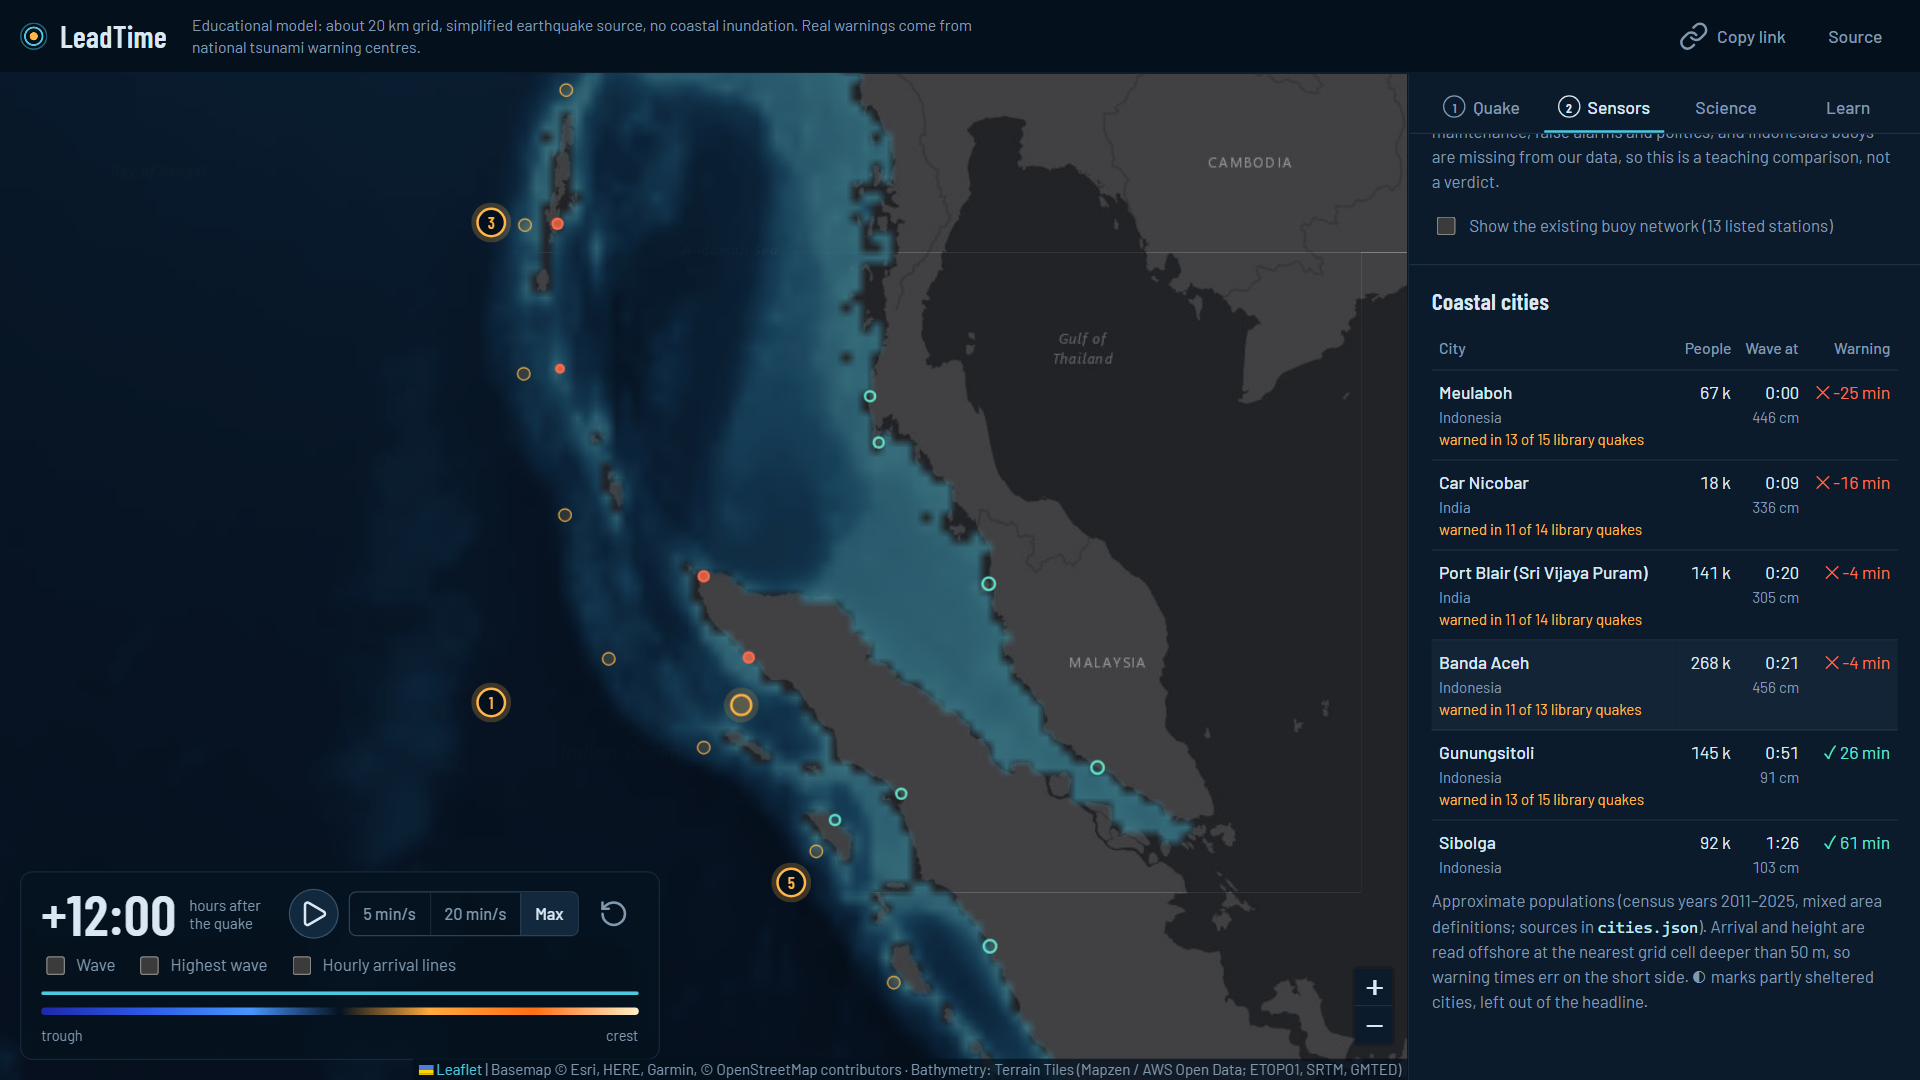 LeadTime
Educational model: about 20 km grid, simplified earthquake source, no coastal inundation. Real warnings come from
national tsunami warning centres.
Copy link
Source
1 Quake
2 Sensors
Science
Learn
are missing from our data, so this is a teaching comparison, not
a verdict.
Show the existing buoy network (13 listed stations)
Coastal cities
City People Wave at Warning
Meulaboh 67 k 0:00 ✕ -25 min
Indonesia 446 cm
warned in 13 of 15 library quakes
Car Nicobar 18 k 0:09 ✕ -16 min
India 336 cm
warned in 11 of 14 library quakes
Port Blair (Sri Vijaya Puram) 141 k 0:20 ✕ -4 min
India 305 cm
warned in 11 of 14 library quakes
Banda Aceh 268 k 0:21 ✕ -4 min
Indonesia 456 cm
warned in 11 of 13 library quakes
Gunungsitoli 145 k 0:51 ✓ 26 min
Indonesia 91 cm
warned in 13 of 15 library quakes
Sibolga 92 k 1:26 ✓ 61 min
Indonesia 103 cm
Approximate populations (census years 2011–2025, mixed area
definitions; sources in cities.json). Arrival and height are
read offshore at the nearest grid cell deeper than 50 m, so
warning times err on the short side. ◐ marks partly sheltered
cities, left out of the headline.
CAMBODIA
Gulf of
Thailand
MALAYSIA
3
1
5
+12:00
hours after
the quake
5 min/s
20 min/s
Max
Wave
Highest wave
Hourly arrival lines
trough
crest
+
−
Leaflet | Basemap © Esri, HERE, Garmin, © OpenStreetMap contributors · Bathymetry: Terrain Tiles (Mapzen / AWS Open Data; ETOPO1, SRTM, GMTED)